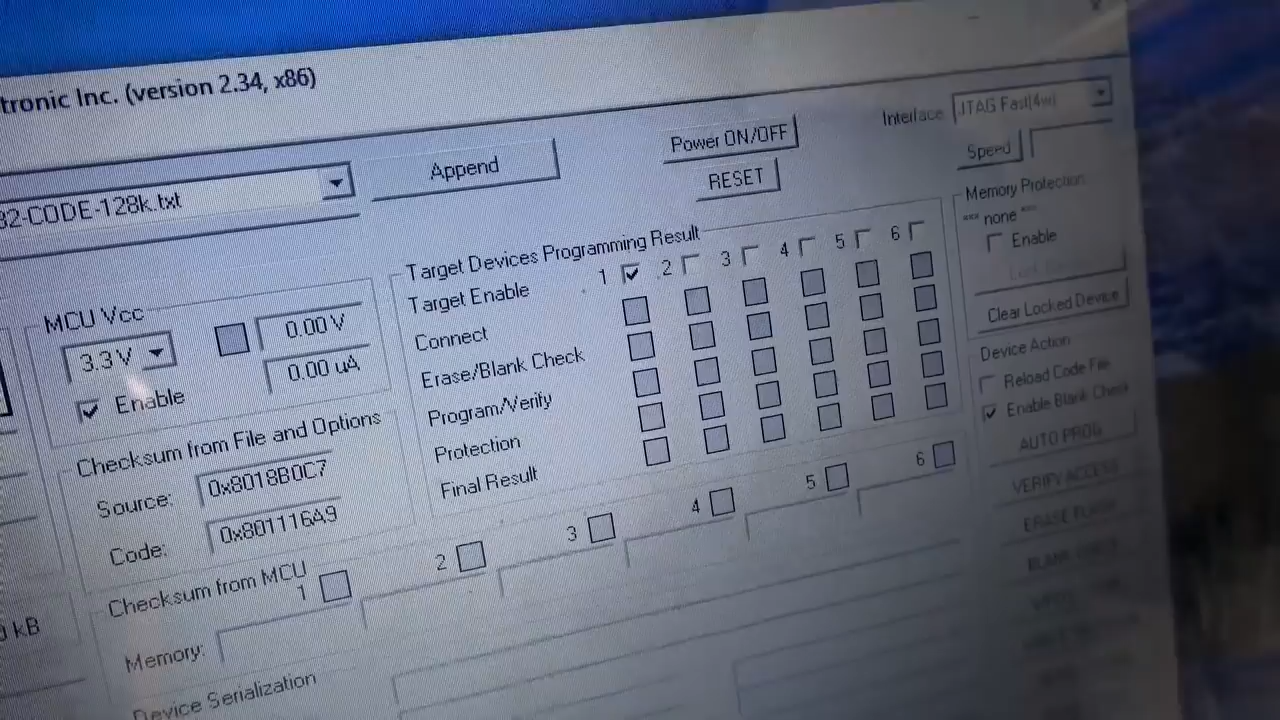 tronic Inc. (version 2.34, x86)
Interface JTAG Fast(4w)
Power ON/OFF
Append
Speed
RESET
32-CODE-128k.txt
Memory Protection
*** none ***
Enable
Target Devices Programming Result
Target Enable 1 2 3 4 5 6
Connect
Erase/Blank Check
Program/Verify
Protection
Final Result
Clear Locked Device
MCU Vcc
3.3 V
0.00 V
Enable
0.00 uA
Device Action
Reload Code File
Enable Blank Check
AUTO PROG.
VERIFY ACCESS
ERASE FLASH
Checksum from File and Options
Source: 0x8018B0C7
Code: 0x801116A9
Checksum from MCU
1 2 3 4 5 6
Memory:
kB
Device Serialization